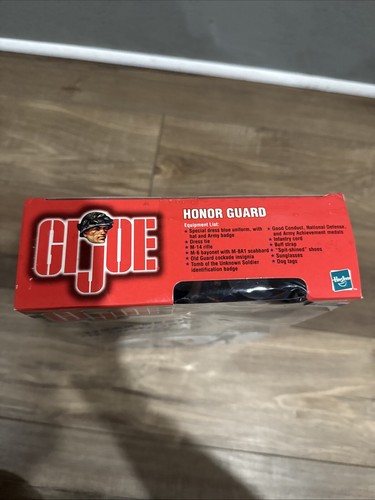 GI JOE
HONOR GUARD
Equipment List:
• Special dress blue uniform, with
hat and Army badge
• Dress tie
• M-14 rifle
• M-6 bayonet with M-8A1 scabbard
• Old Guard cockade insignia
• Tomb of the Unknown Soldier
identification badge
• Good Conduct, National Defense,
and Army Achievement medals
• Infantry cord
• Buff strap
• "Spit-shined" shoes
• Sunglasses
• Dog tags
Hasbro